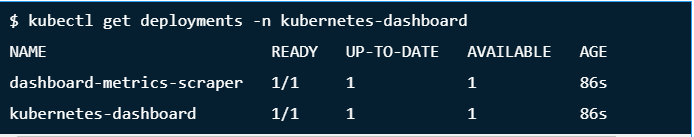 $ kubectl get deployments -n kubernetes-dashboard
NAME READY UP-TO-DATE AVAILABLE AGE
dashboard-metrics-scraper 1/1 1 1 86s
kubernetes-dashboard 1/1 1 1 86s